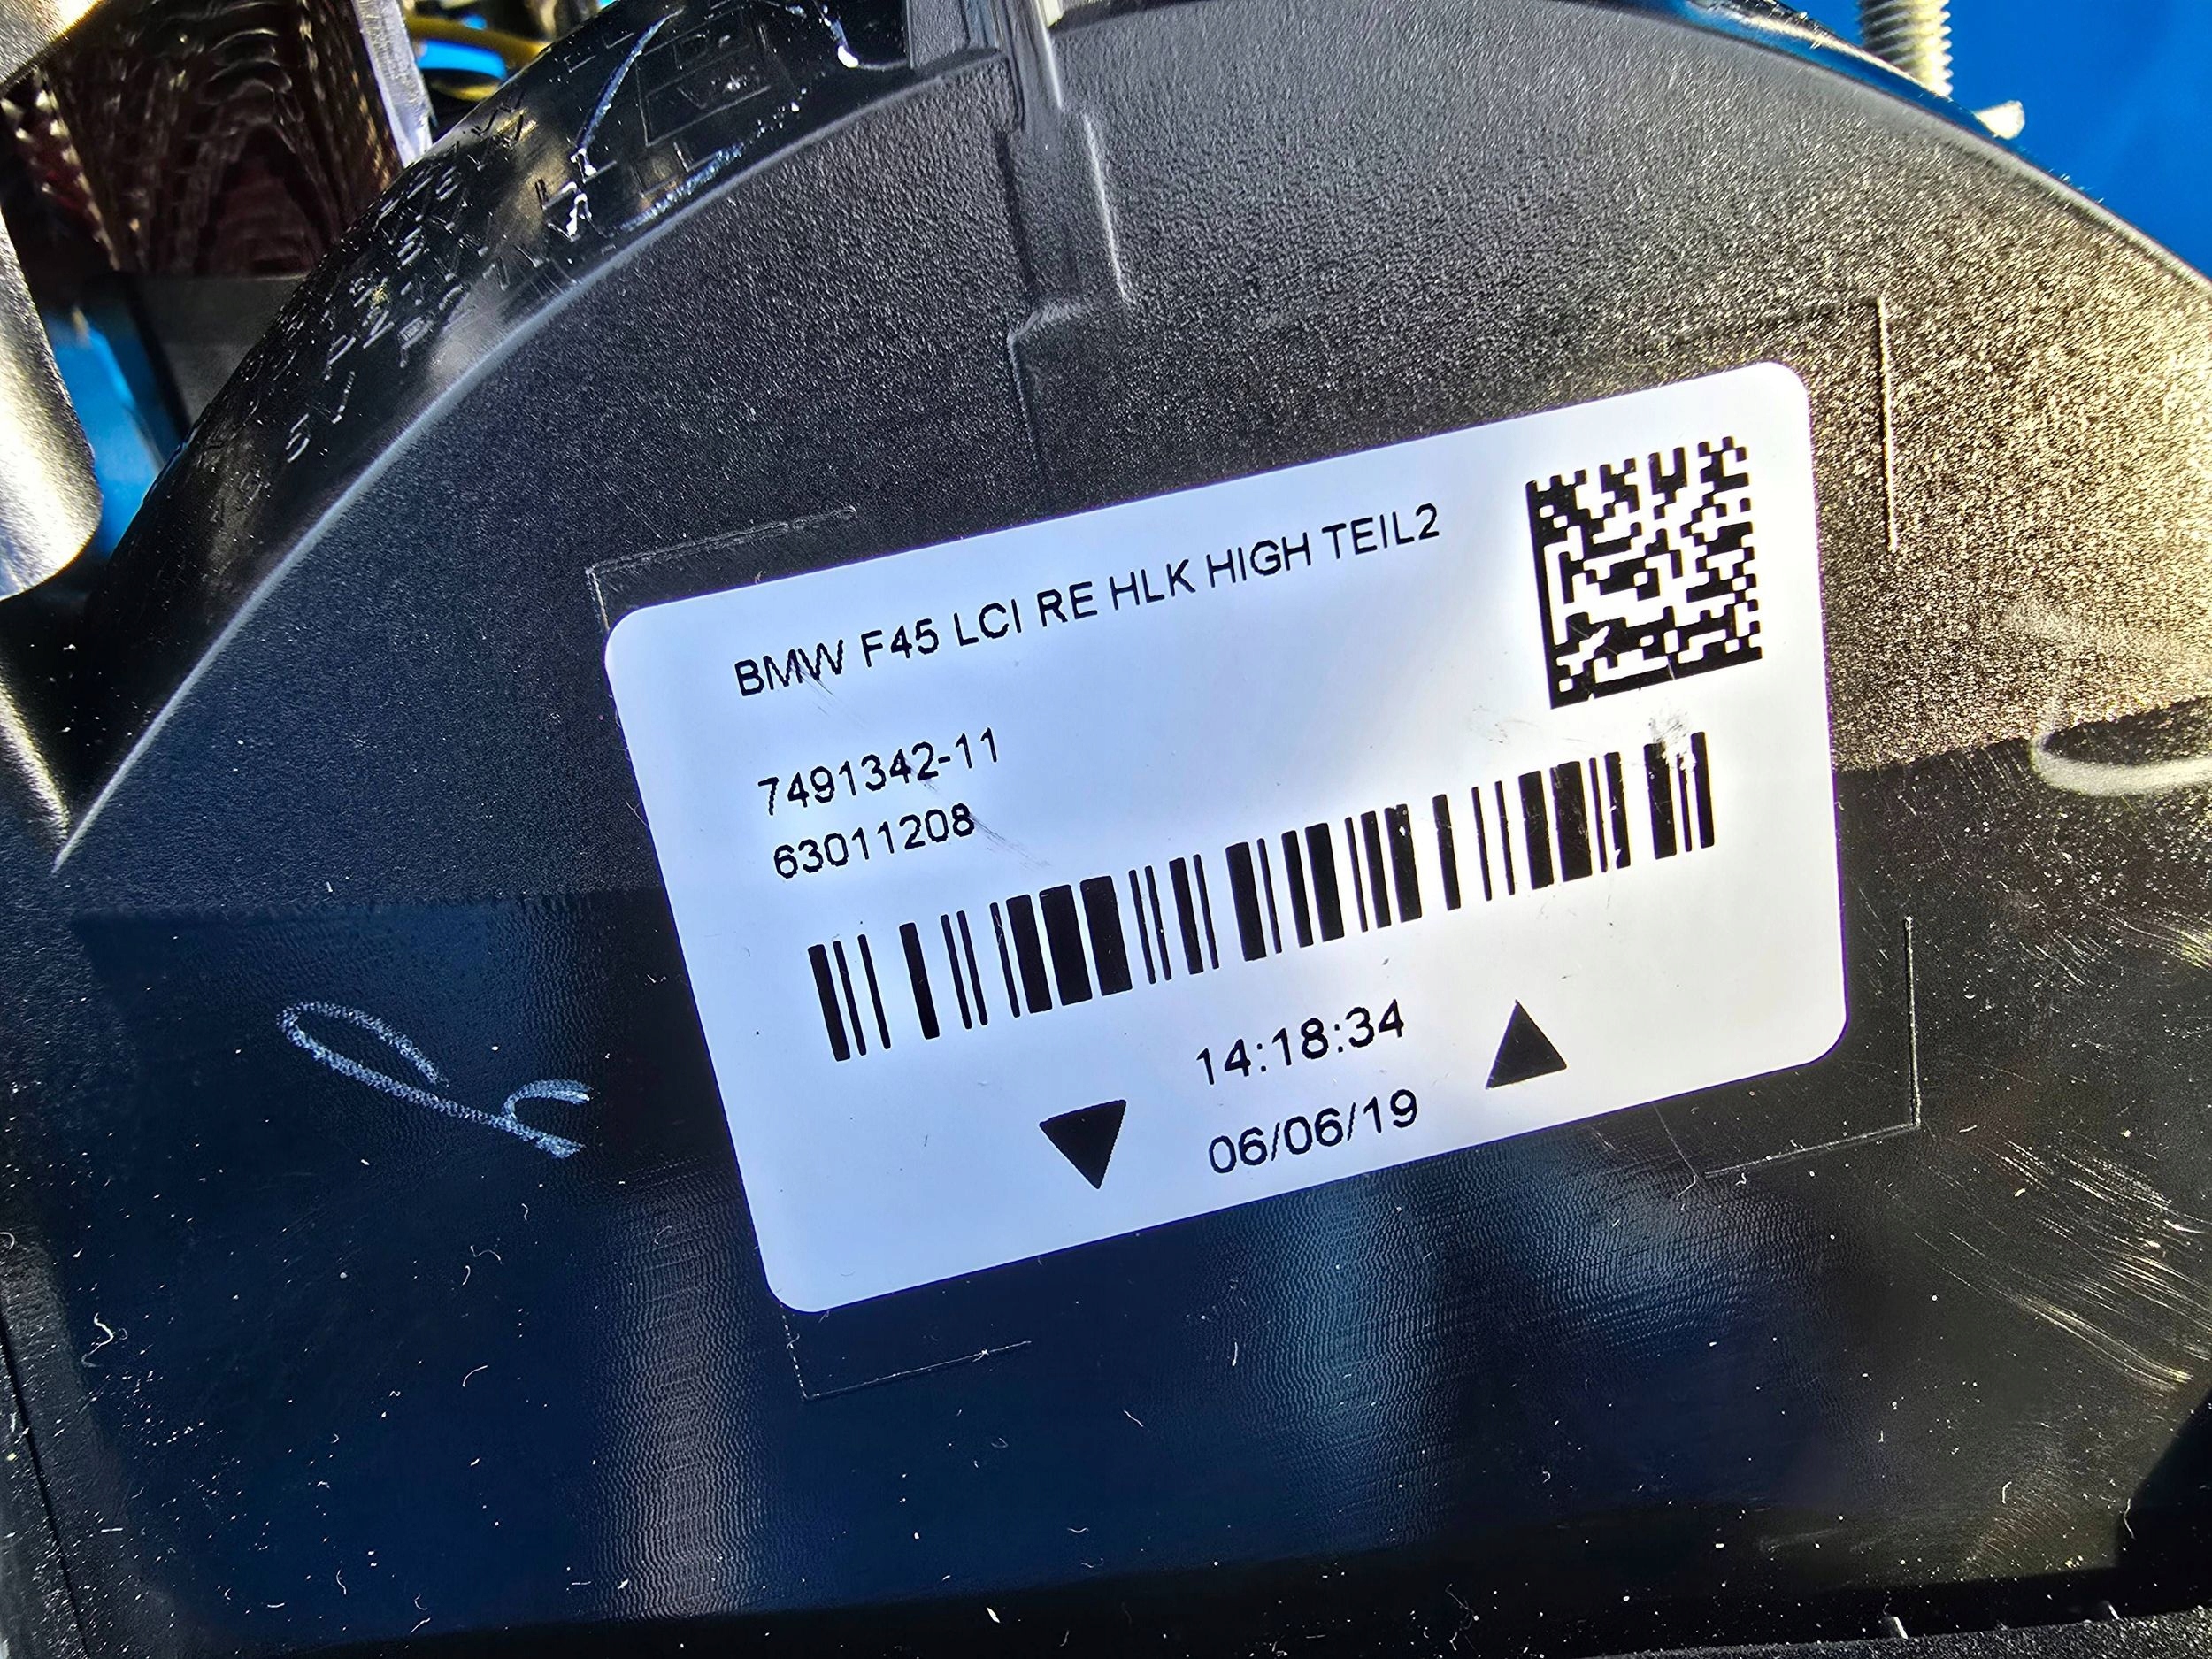 BMW F45 LCI RE HLK HIGH TEIL2
7491342-11
63011208
14:18:34
06/06/19